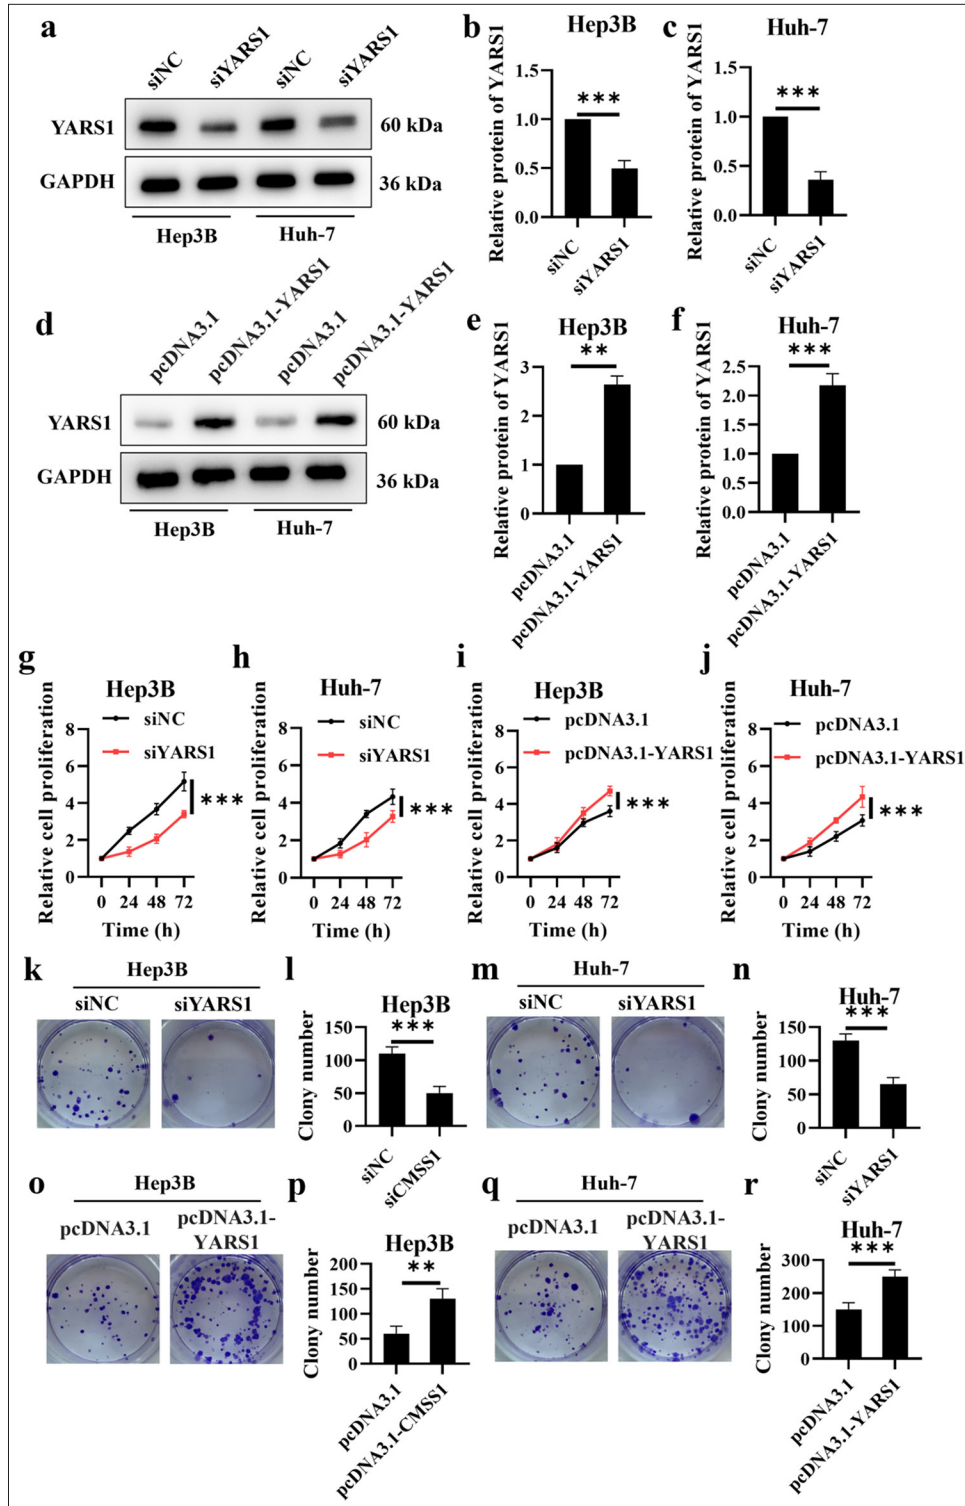 a
siNC
siYARS1
siNC
siYARS1
YARS1
60 kDa
GAPDH
36 kDa
Hep3B
Huh-7
b
Hep3B
Relative protein of YARS1
1.5
1.0
0.5
0.0
***
siNC
siYARS1
c
Huh-7
Relative protein of YARS1
1.5
1.0
0.5
0.0
***
siNC
siYARS1
d
pcDNA3.1
pcDNA3.1-YARS1
pcDNA3.1
pcDNA3.1-YARS1
YARS1
60 kDa
GAPDH
36 kDa
Hep3B
Huh-7
e
Hep3B
Relative protein of YARS1
3
2
1
0
**
pcDNA3.1
pcDNA3.1-YARS1
f
Huh-7
Relative protein of YARS1
2.5
2.0
1.5
1.0
0.5
0.0
***
pcDNA3.1
pcDNA3.1-YARS1
g
Hep3B
siNC
siYARS1
Relative cell proliferation
8
6
4
2
0
***
0 24 48 72
Time (h)
h
Huh-7
siNC
siYARS1
Relative cell proliferation
8
6
4
2
0
***
0 24 48 72
Time (h)
i
Hep3B
pcDNA3.1
pcDNA3.1-YARS1
Relative cell proliferation
8
6
4
2
0
***
0 24 48 72
Time (h)
j
Huh-7
pcDNA3.1
pcDNA3.1-YARS1
Relative cell proliferation
8
6
4
2
0
***
0 24 48 72
Time (h)
k
Hep3B
siNC siYARS1
l
Hep3B
Clony number
150
100
50
0
***
siNC
siCMSS1
m
Huh-7
siNC siYARS1
n
Huh-7
Clony number
150
100
50
0
***
siNC
siYARS1
o
Hep3B
pcDNA3.1
pcDNA3.1-
YARS1
p
Hep3B
Clony number
200
150
100
50
0
**
pcDNA3.1
pcDNA3.1-CMSS1
q
Huh-7
pcDNA3.1
pcDNA3.1-
YARS1
r
Huh-7
Clony number
300
200
100
0
***
pcDNA3.1
pcDNA3.1-YARS1